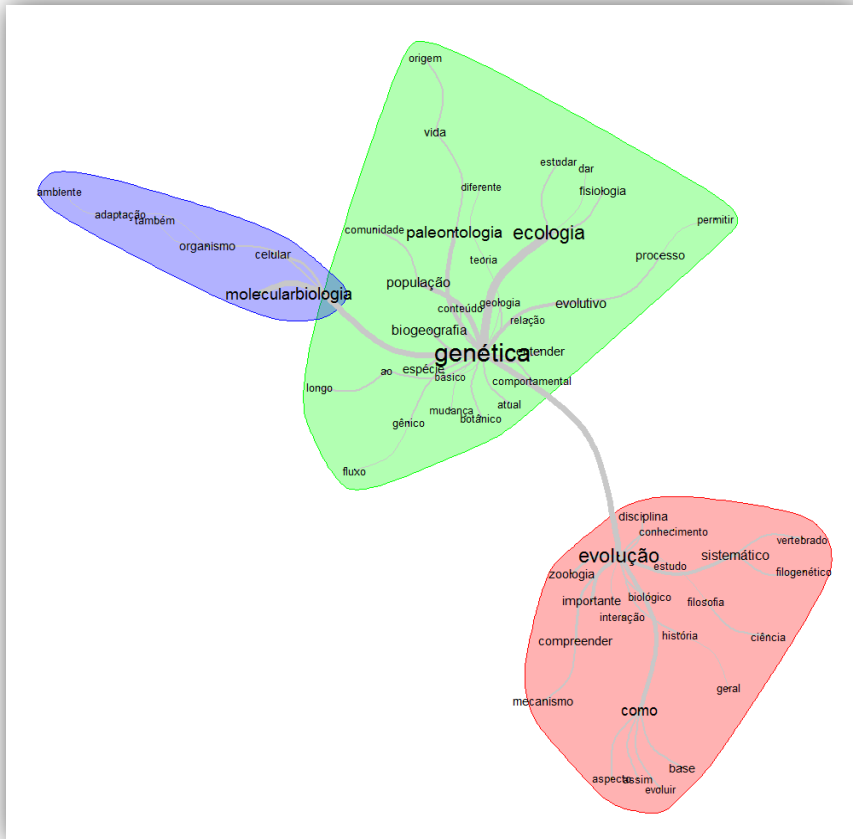 origem
vida
estudar
dar
diferente
fisiologia
ambiente
adaptação
também
permitir
comunidade
paleontologia
ecologia
organismo
celular
teoria
processo
população
molecularbiologia
conteúdo
geologia
evolutivo
relação
biogeografia
genética
entender
ao
espécie
básico
comportamental
longo
mudança
atual
gênico
botânico
fluxo
disciplina
conhecimento
vertebrado
evolução
sistemático
estudo
zoologia
filogenético
importante
biológico
filosofia
interação
compreender
história
ciência
geral
mecanismo
como
base
aspecto
assim
evoluir